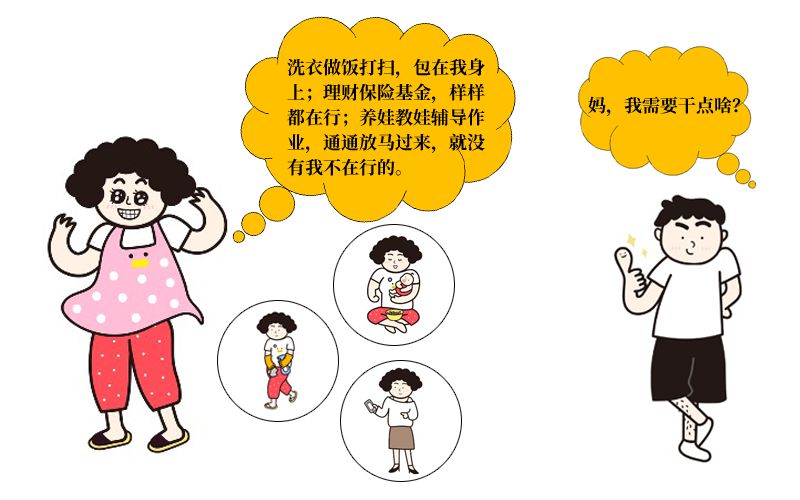 洗衣做饭打扫，包在我身
上；理财保险基金，样样
都在行；养娃教娃辅导作
业，通通放马过来，就没
有我不在行的。
妈，我需要干点啥？